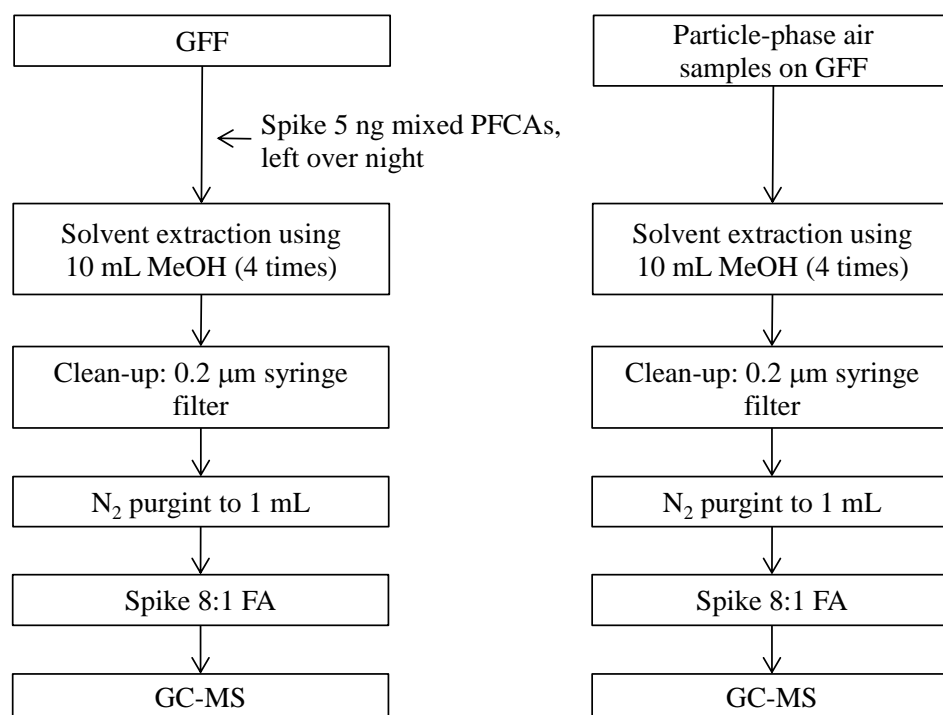 GFF
Spike 5 ng mixed PFCAs,
left over night
Solvent extraction using
10 mL MeOH (4 times)
Clean-up: 0.2 μm syringe
filter
N₂ purgint to 1 mL
Spike 8:1 FA
GC-MS
Particle-phase air
samples on GFF
Solvent extraction using
10 mL MeOH (4 times)
Clean-up: 0.2 μm syringe
filter
N₂ purgint to 1 mL
Spike 8:1 FA
GC-MS